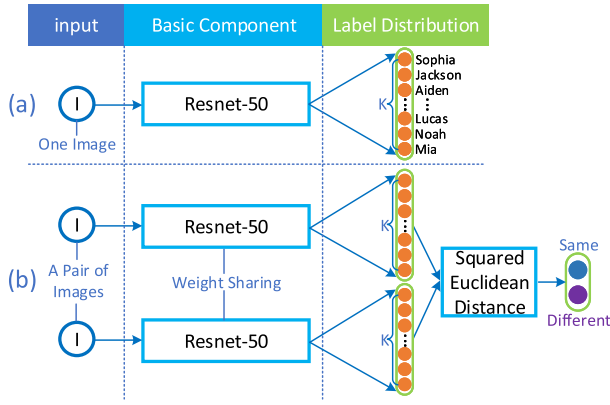 input
Basic Component
Label Distribution
(a)
I
One Image
Resnet-50
K
Sophia
Jackson
Aiden
Lucas
Noah
Mia
(b)
I
A Pair of
Images
I
Resnet-50
Weight Sharing
Resnet-50
K
K
Squared
Euclidean
Distance
Same
Different